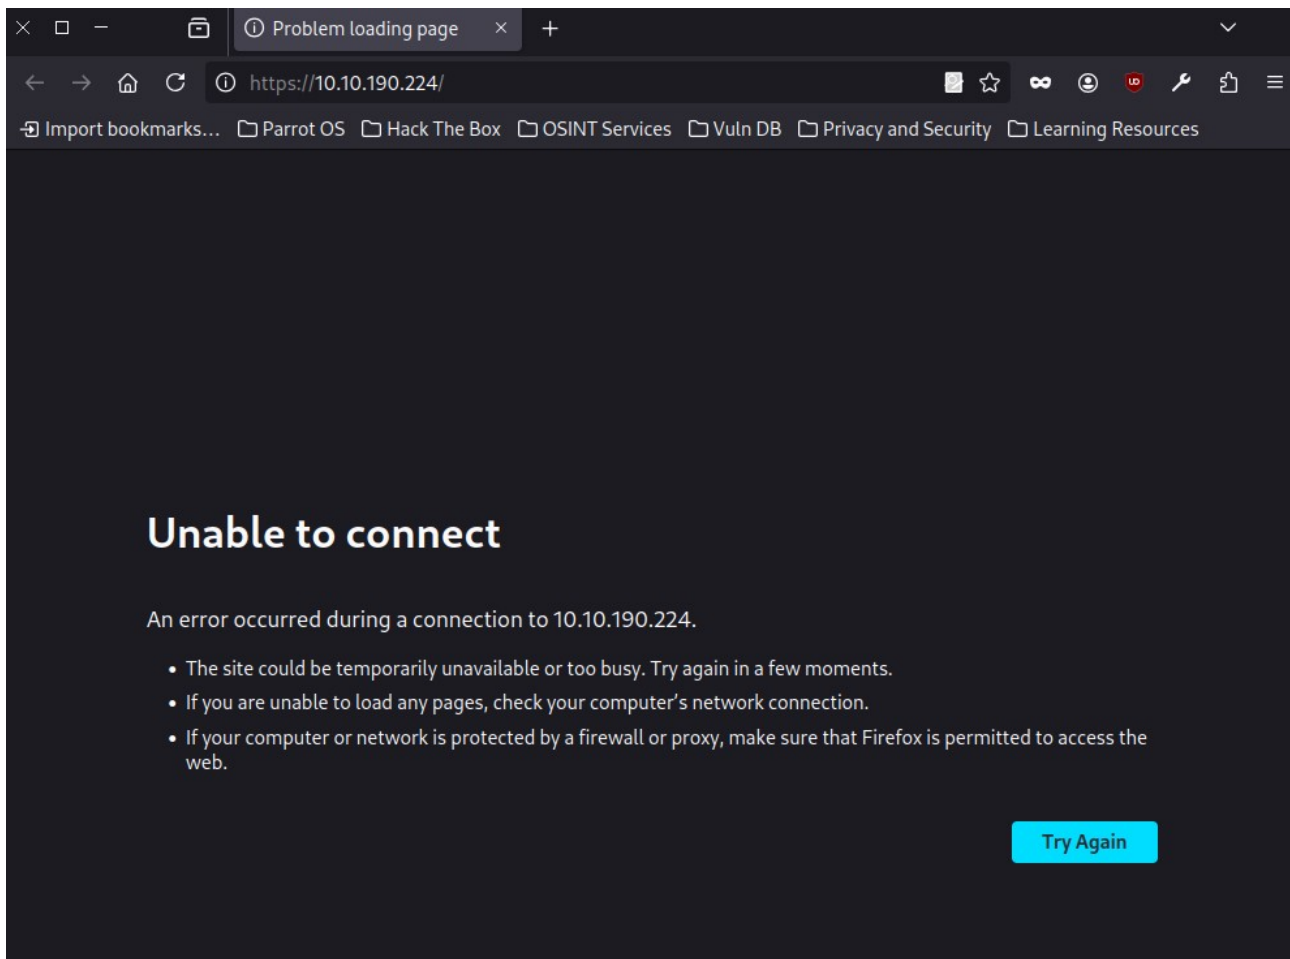 Problem loading page
https://10.10.190.224/
Import bookmarks... Parrot OS Hack The Box OSINT Services Vuln DB Privacy and Security Learning Resources
Unable to connect
An error occurred during a connection to 10.10.190.224.
• The site could be temporarily unavailable or too busy. Try again in a few moments.
• If you are unable to load any pages, check your computer’s network connection.
• If your computer or network is protected by a firewall or proxy, make sure that Firefox is permitted to access the
web.
Try Again